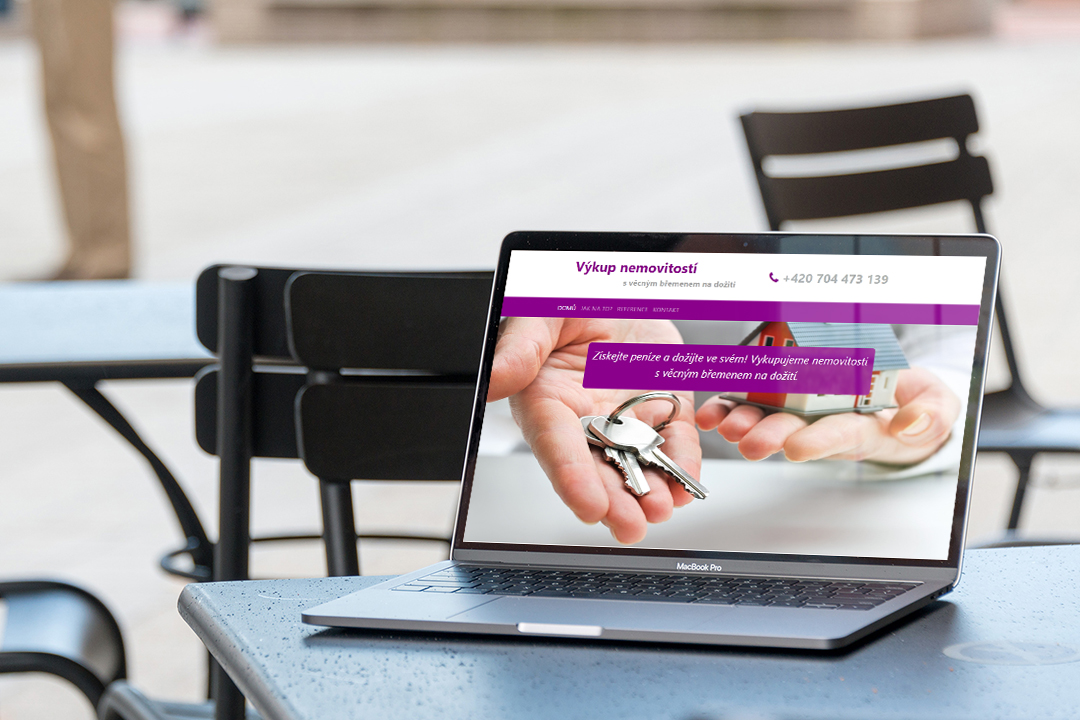 Výkup nemovitostí
s věcným břemenem na dožití
+420 704 473 139
DOMŮ JAK NA TO? REFERENCE KONTAKT
Získejte peníze a dožijte ve svém! Vykupujeme nemovitosti
s věcným břemenem na dožití.
MacBook Pro